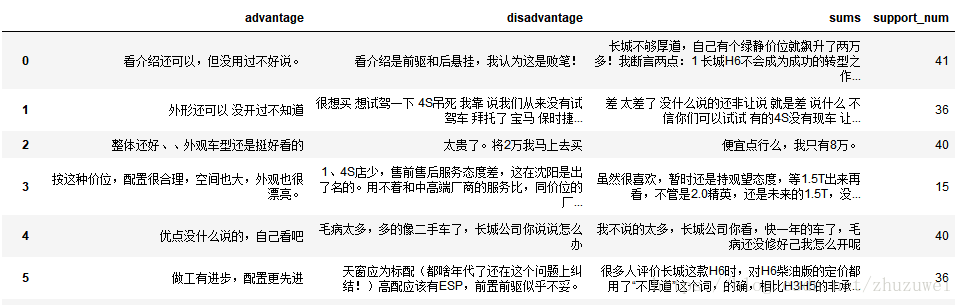 advantage disadvantage sums support_num
0 看介绍还可以，但没用过不好说。 看介绍是前驱和后悬挂，我认为这是败笔！ 长城不够厚道，自己有个绿静价位就飙升了两万
多！我断言两点：1 长城H6不会成为成功的转型之
作... 41
1 外形还可以 没开过不知道 很想买 想试驾一下 4S吊死 我靠 说我们从来没有试
驾车 拜托了 宝马 保时捷... 差 太差了 没什么说的还非让说 就是差 说什么 不
信你们可以试试 有的4S没有现车 让... 36
2 整体还好、、外观车型还是挺好看的 太贵了。将2万我马上去买 便宜点行么，我只有8万。 40
3 按这种价位，配置很合理，空间也大，外观也很
漂亮。 1、4S店少，售前售后服务态度差，这在沈阳是出
了名的。用不着和中高端厂商的服务比，同价位的
厂... 虽然很喜欢，暂时还是持观望态度，等1.5T出来再
看，不管是2.0精英，还是未来的1.5T，没... 15
4 优点没什么说的，自己看吧 毛病太多，多的像二手车了，长城公司你说说怎么
办 我不说的太多，长城公司你看，快一年的车了，毛
病还没修好己我怎么开呢 40
5 做工有进步，配置更先进 天窗应为标配（都啥年代了还在这个问题上纠
结！）高配应该有ESP，前置前驱似乎不妥。 很多人评价长城这款H6时，对H6柴油版的定价都
用了“不厚道”这个词，的确，相比H3H5的非承... 36